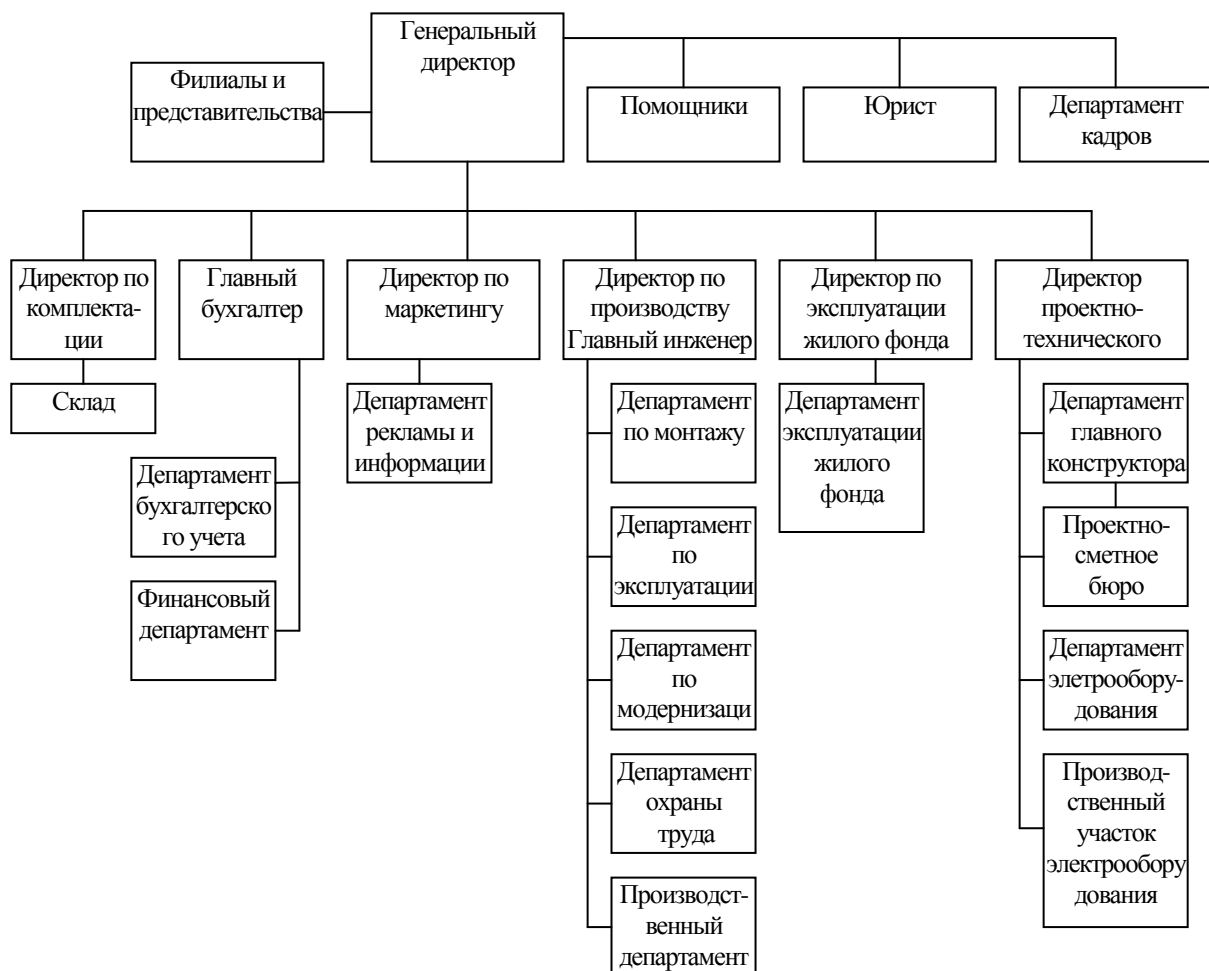 Генеральный
директор
Филиалы и
представительства
Помощники
Юрист
Департамент
кадров
Директор по
комплекта-
ции
Главный
бухгалтер
Директор по
маркетингу
Директор по
производству
Главный инженер
Директор по
эксплуатации
жилого фонда
Директор
проектно-
технического
Склад
Департамент
бухгалтерско
го учета
Финансовый
департамент
Департамент
рекламы и
информации
Департамент
по монтажу
Департамент
по
эксплуатации
Департамент
по
модернизаци
Департамент
охраны
труда
Производст-
венный
департамент
Департамент
эксплуатации
жилого
фонда
Департамент
главного
конструктора
Проектно-
сметное
бюро
Департамент
элетрообору-
дования
Производ-
ственный
участок
электрообору
дования